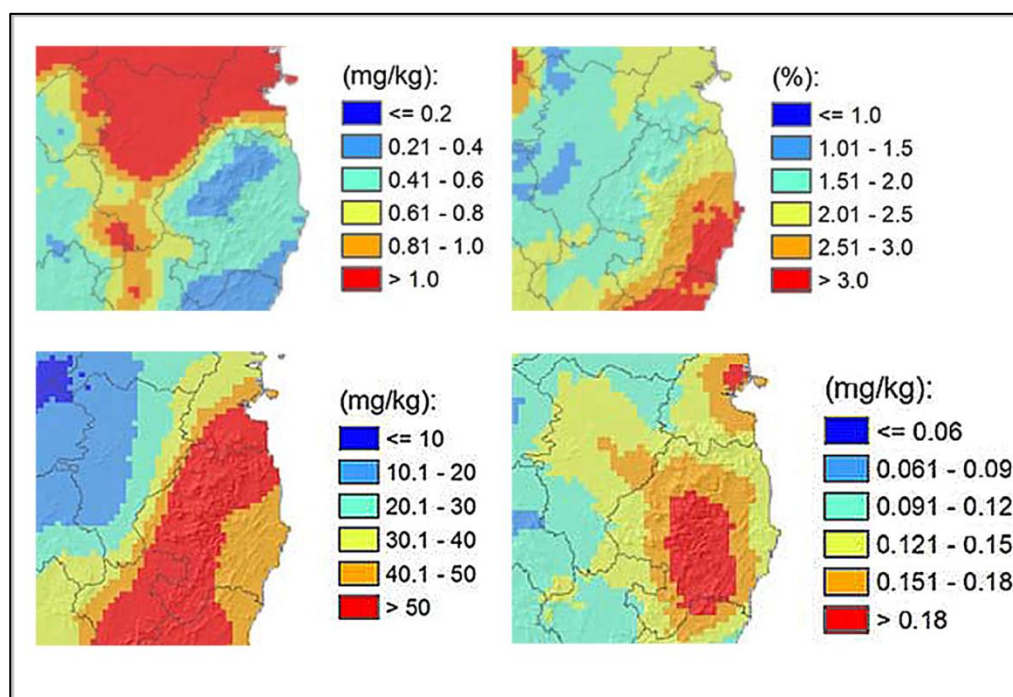 (mg/kg):
<= 0.2
0.21 - 0.4
0.41 - 0.6
0.61 - 0.8
0.81 - 1.0
> 1.0
(%):
<= 1.0
1.01 - 1.5
1.51 - 2.0
2.01 - 2.5
2.51 - 3.0
> 3.0
(mg/kg):
<= 10
10.1 - 20
20.1 - 30
30.1 - 40
40.1 - 50
> 50
(mg/kg):
<= 0.06
0.061 - 0.09
0.091 - 0.12
0.121 - 0.15
0.151 - 0.18
> 0.18